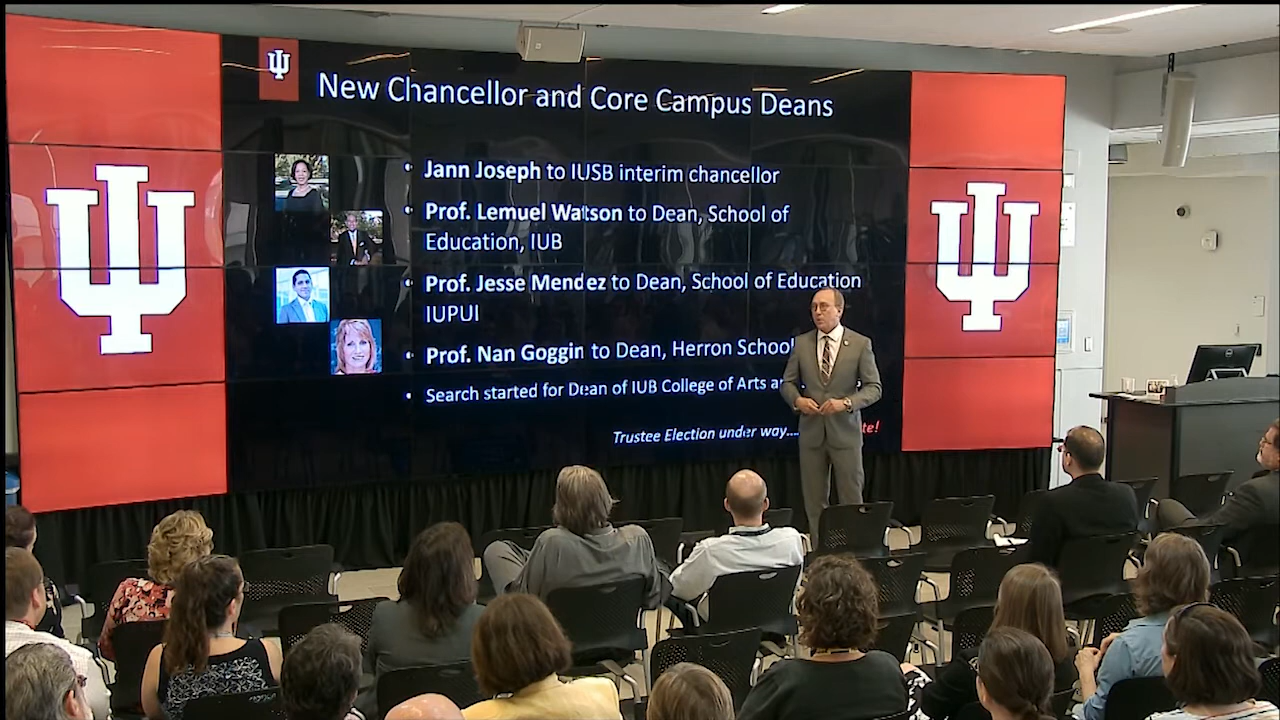 New Chancellor and Core Campus Deans
• Jann Joseph to IUSB interim chancellor
• Prof. Lemuel Watson to Dean, School of
Education, IUB
• Prof. Jesse Mendez to Dean, School of Education
IUPUI
• Prof. Nan Goggin to Dean, Herron School
• Search started for Dean of IUB College of Arts
Trustee Election under way....